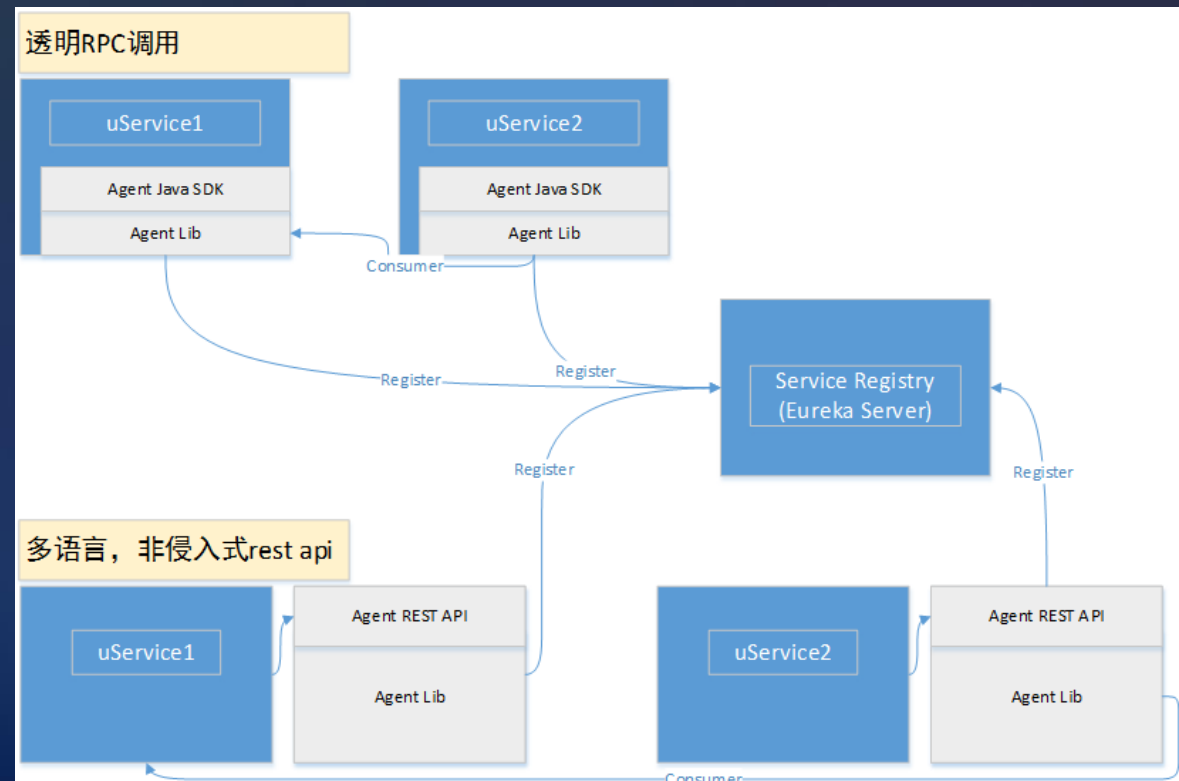 透明RPC调用
uService1
uService2
Agent Java SDK
Agent Java SDK
Agent Lib
Agent Lib
Consumer
Register
Register
Service Registry
(Eureka Server)
Register
Register
多语言，非侵入式rest api
uService1
Agent REST API
Agent Lib
uService2
Agent REST API
Agent Lib
Consumer